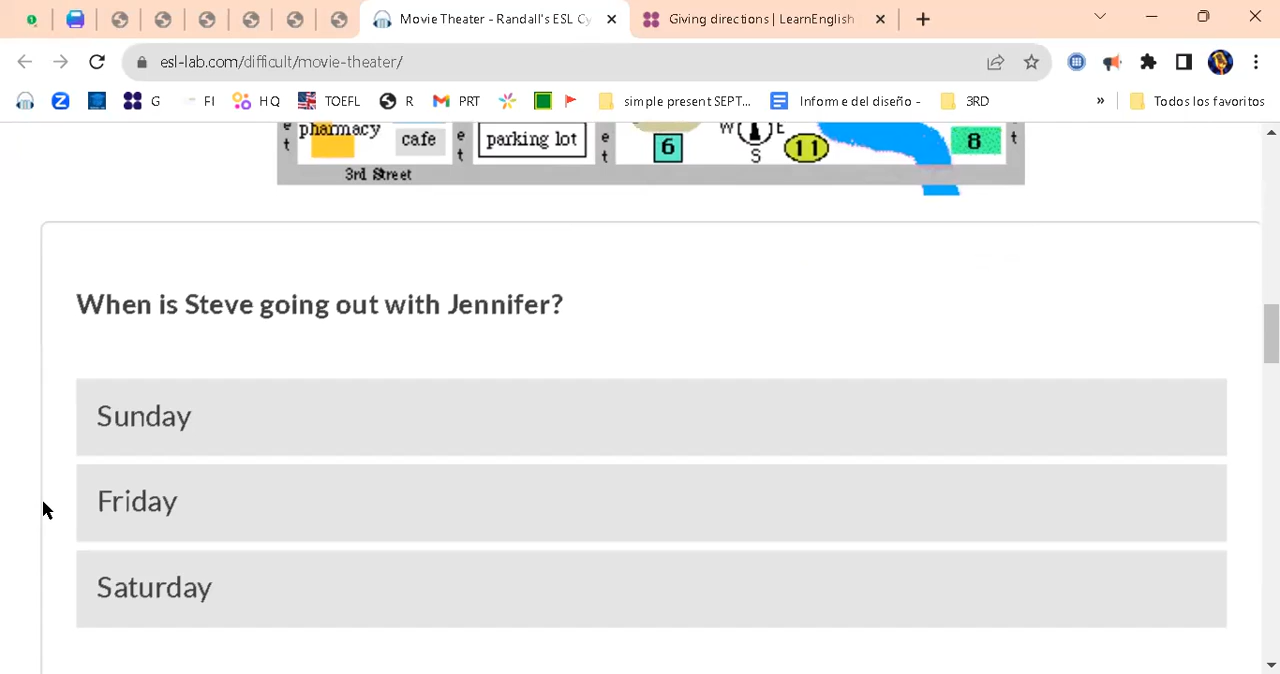 Movie Theater - Randall's ESL Cy
Giving directions | LearnEnglish
esl-lab.com/difficult/movie-theater/
G FI HQ TOEFL R PRT simple present SEPT... Informe del diseño - 3RD » Todos los favoritos
pharmacy
cafe
parking lot
e t
e t
e t
t
6
W E
S
11
8
3rd Street
When is Steve going out with Jennifer?
Sunday
Friday
Saturday